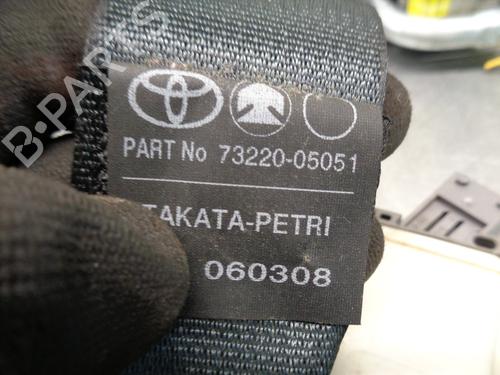 B-PARTS
PART No 73220-05051
TAKATA-PETRI
060308